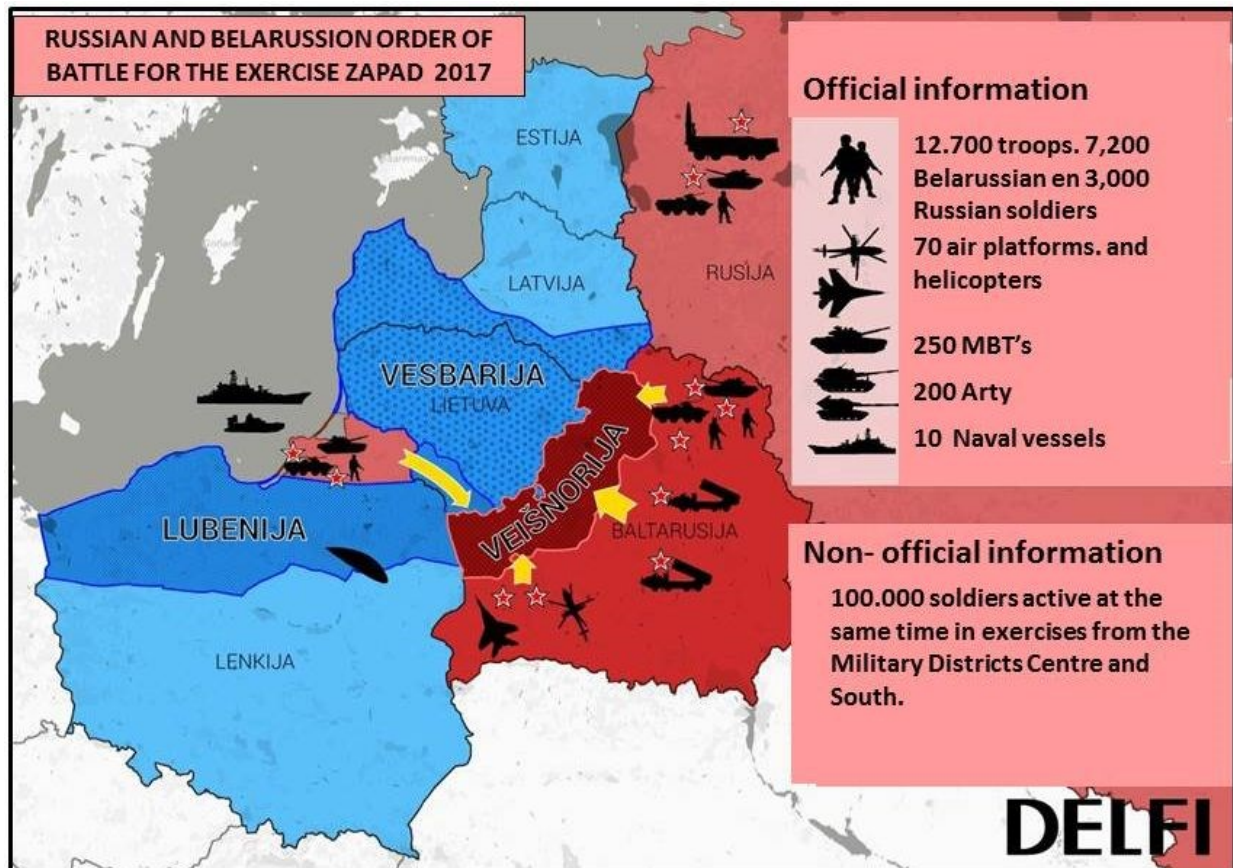 RUSSIAN AND BELARUSSION ORDER OF
BATTLE FOR THE EXERCISE ZAPAD 2017
Official information
12.700 troops. 7,200
Belarussian en 3,000
Russian soldiers
70 air platforms. and
helicopters
250 MBT's
200 Arty
10 Naval vessels
Non- official information
100.000 soldiers active at the
same time in exercises from the
Military Districts Centre and
South.
ESTIJA
LATVIJA
RUSIJA
VESBARIJA
LIETUVA
VEIŠNORIJA
LUBENIJA
BALTARUSIJA
LENKIJA
DELFI